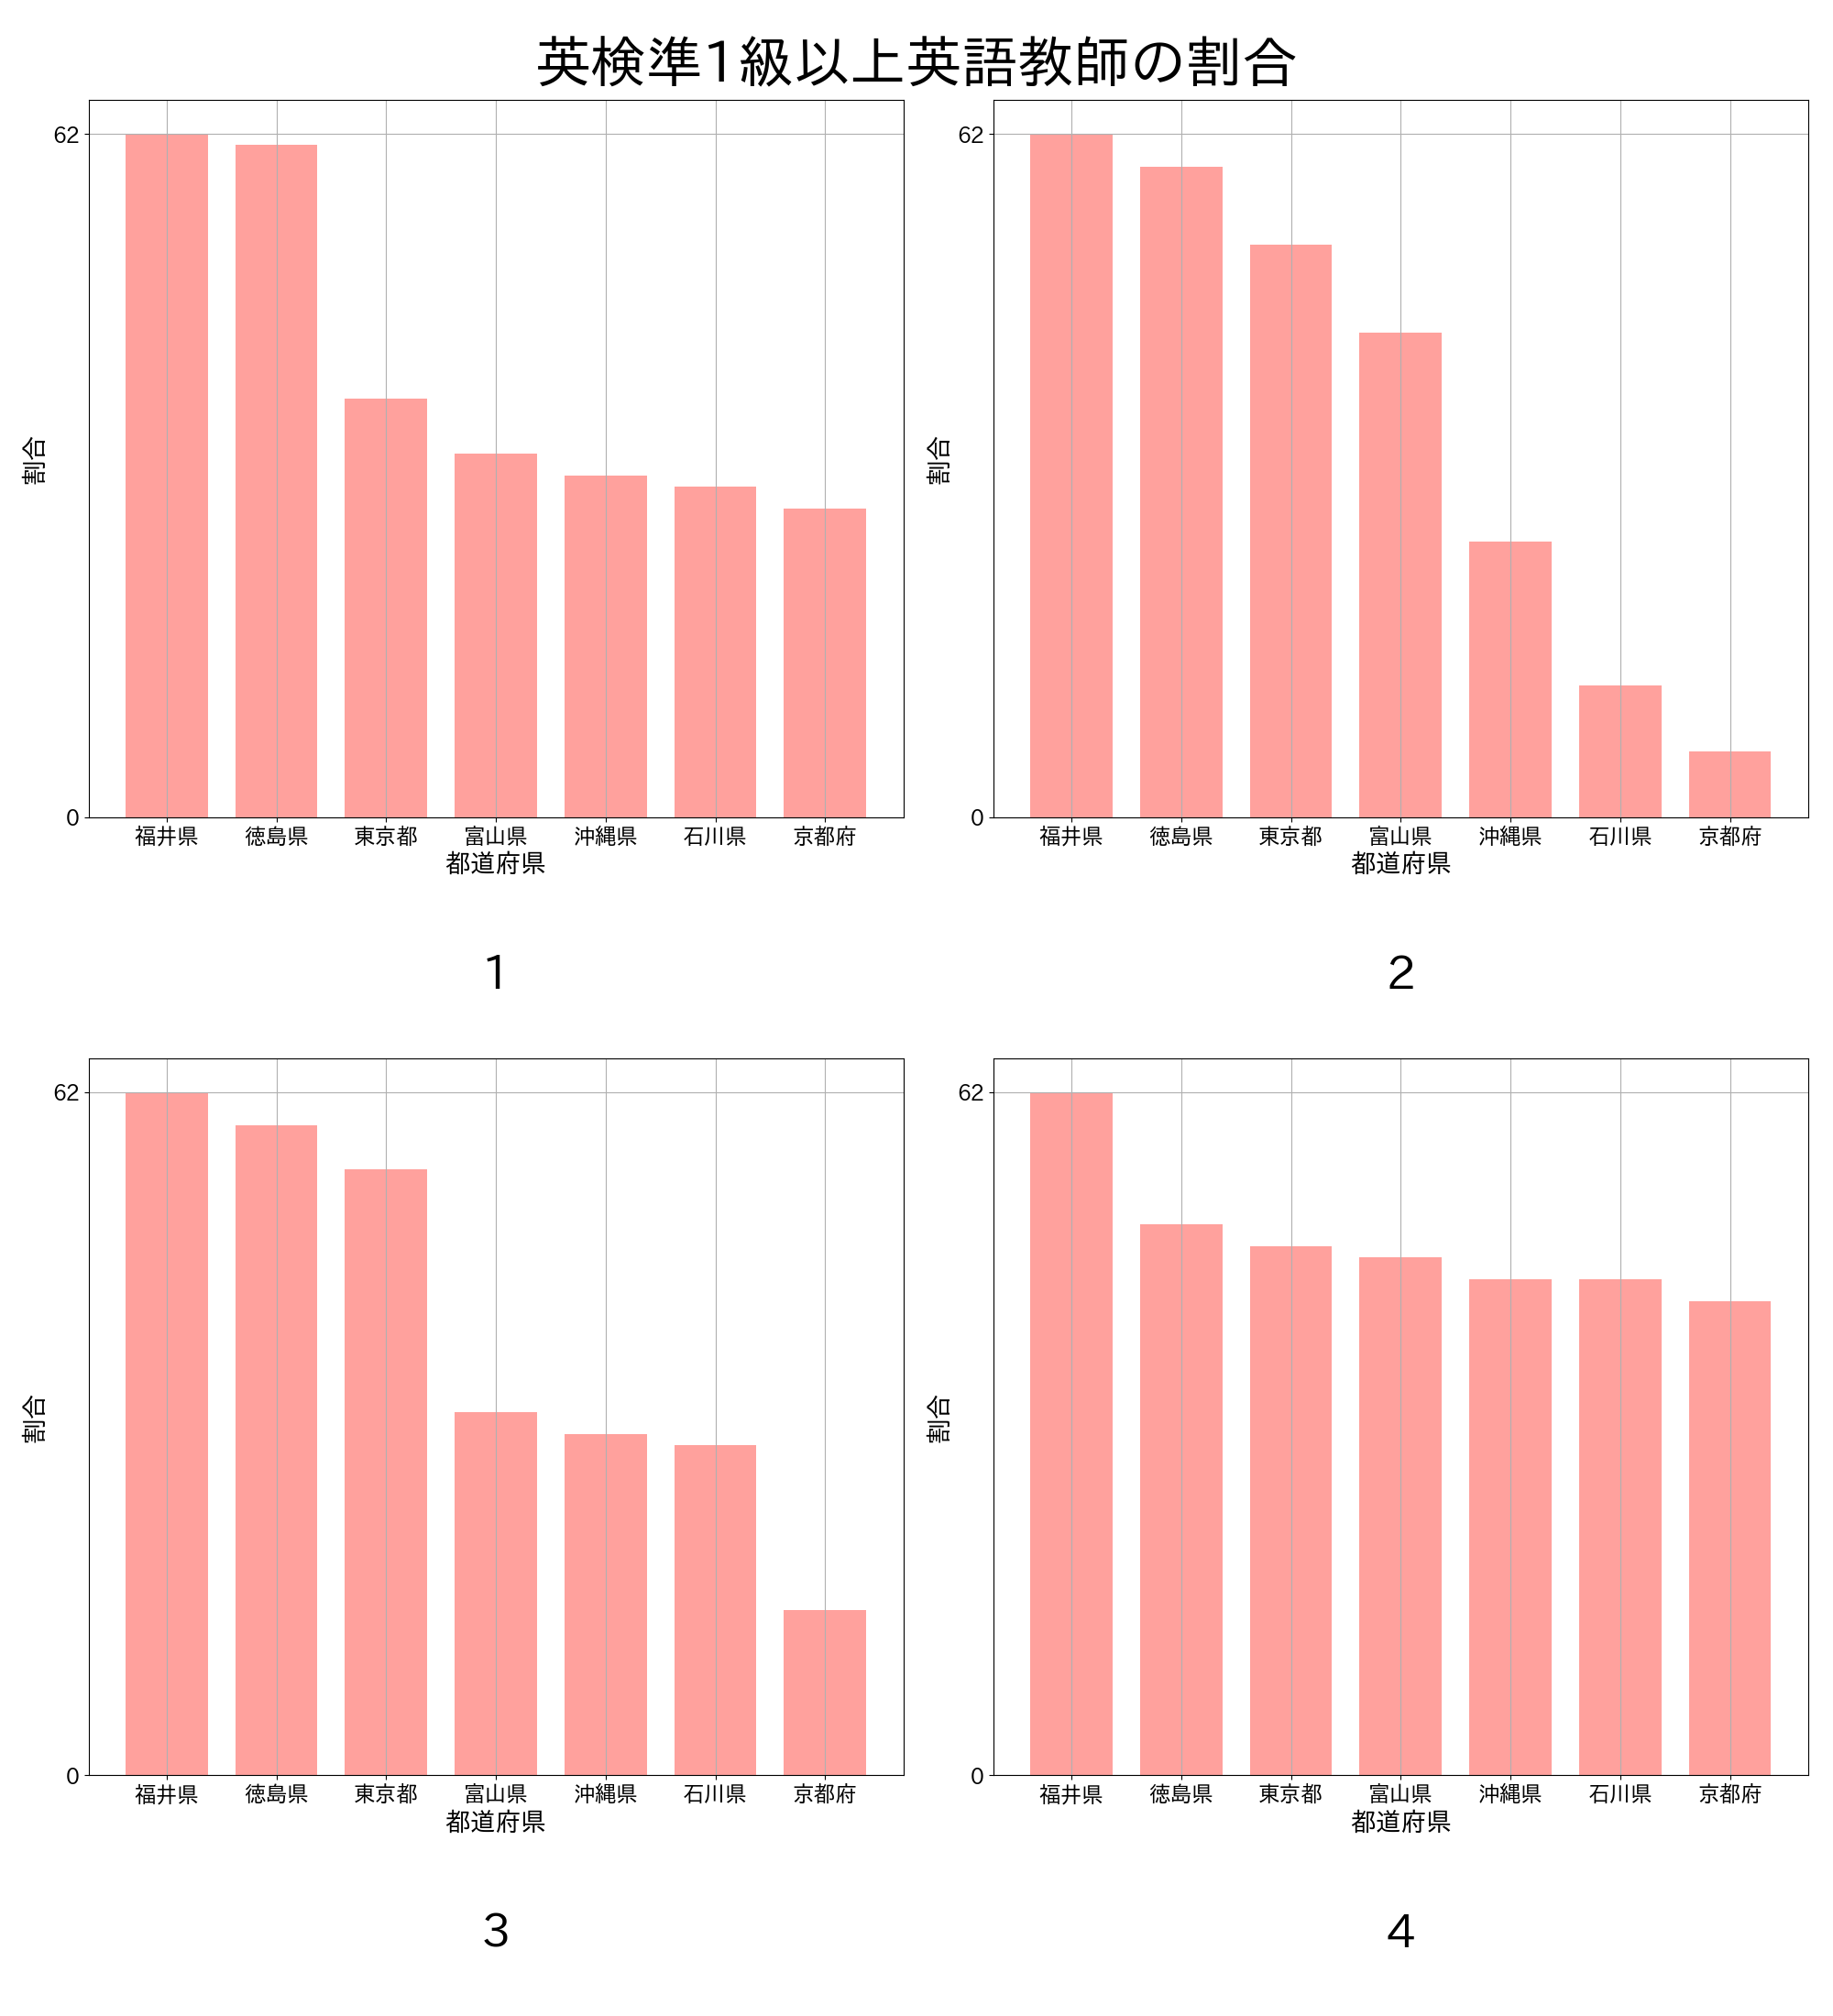 英検準1級以上英語教師の割合
62
0
割合
福井県 徳島県 東京都 富山県 沖縄県 石川県 京都府
都道府県
1
62
0
割合
福井県 徳島県 東京都 富山県 沖縄県 石川県 京都府
都道府県
2
62
0
割合
福井県 徳島県 東京都 富山県 沖縄県 石川県 京都府
都道府県
3
62
0
割合
福井県 徳島県 東京都 富山県 沖縄県 石川県 京都府
都道府県
4